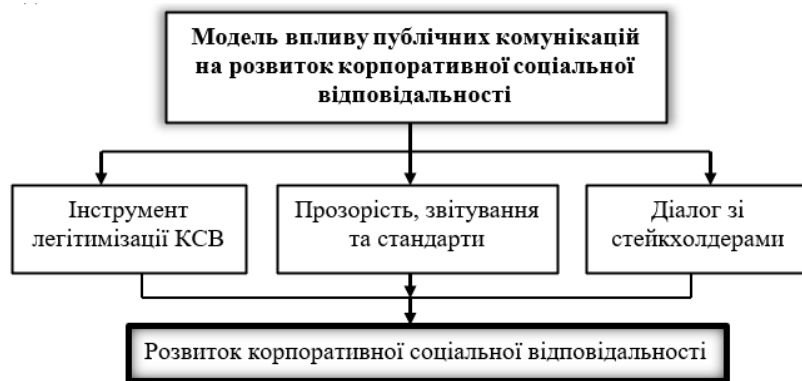 Модель впливу публічних комунікацій
на розвиток корпоративної соціальної
відповідальності
Інструмент
легітимізації КСВ
Прозорість, звітування
та стандарти
Діалог зі
стейкхолдерами
Розвиток корпоративної соціальної відповідальності